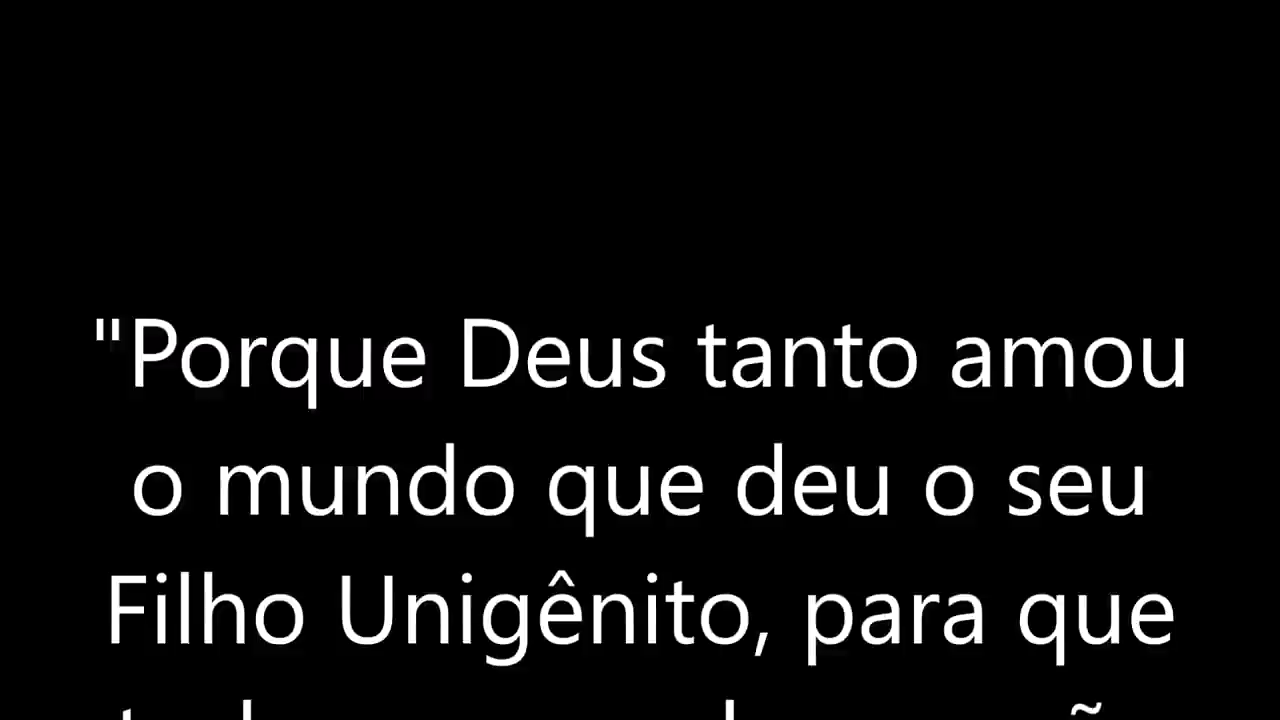 "Porque Deus tanto amou
o mundo que deu o seu
Filho Unigênito, para que